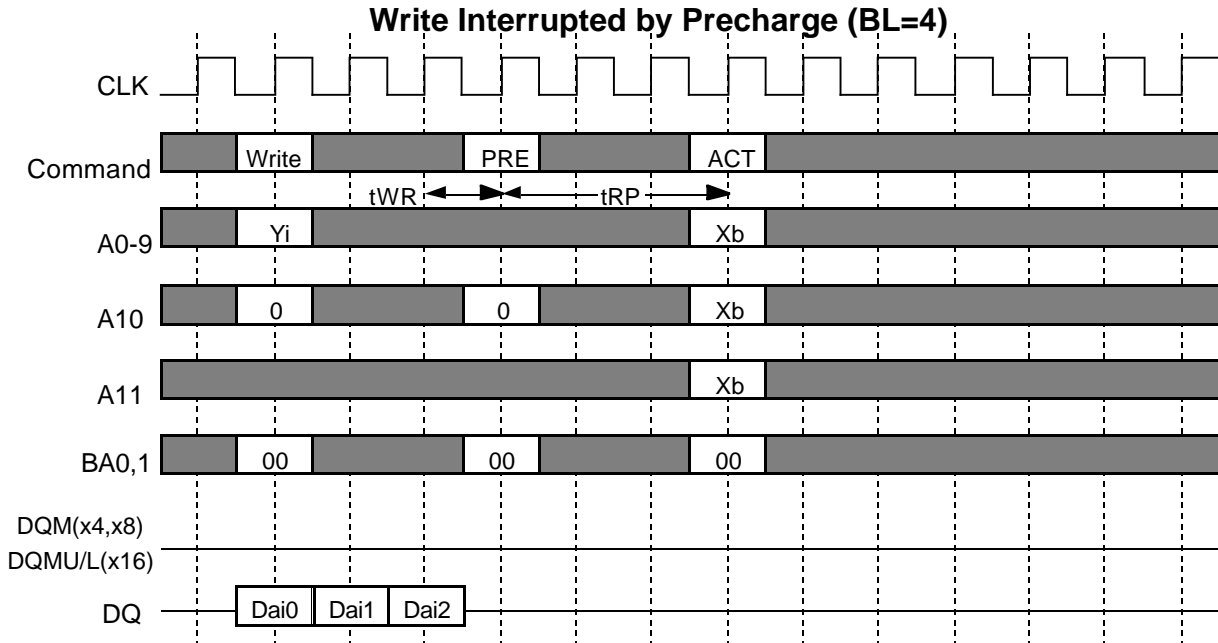 Write Interrupted by Precharge (BL=4)
CLK
Command Write PRE ACT
tWR tRP
A0-9 Yi Xb
A10 0 0 Xb
A11 Xb
BA0,1 00 00 00
DQM(x4,x8)
DQMU/L(x16)
DQ Dai0 Dai1 Dai2